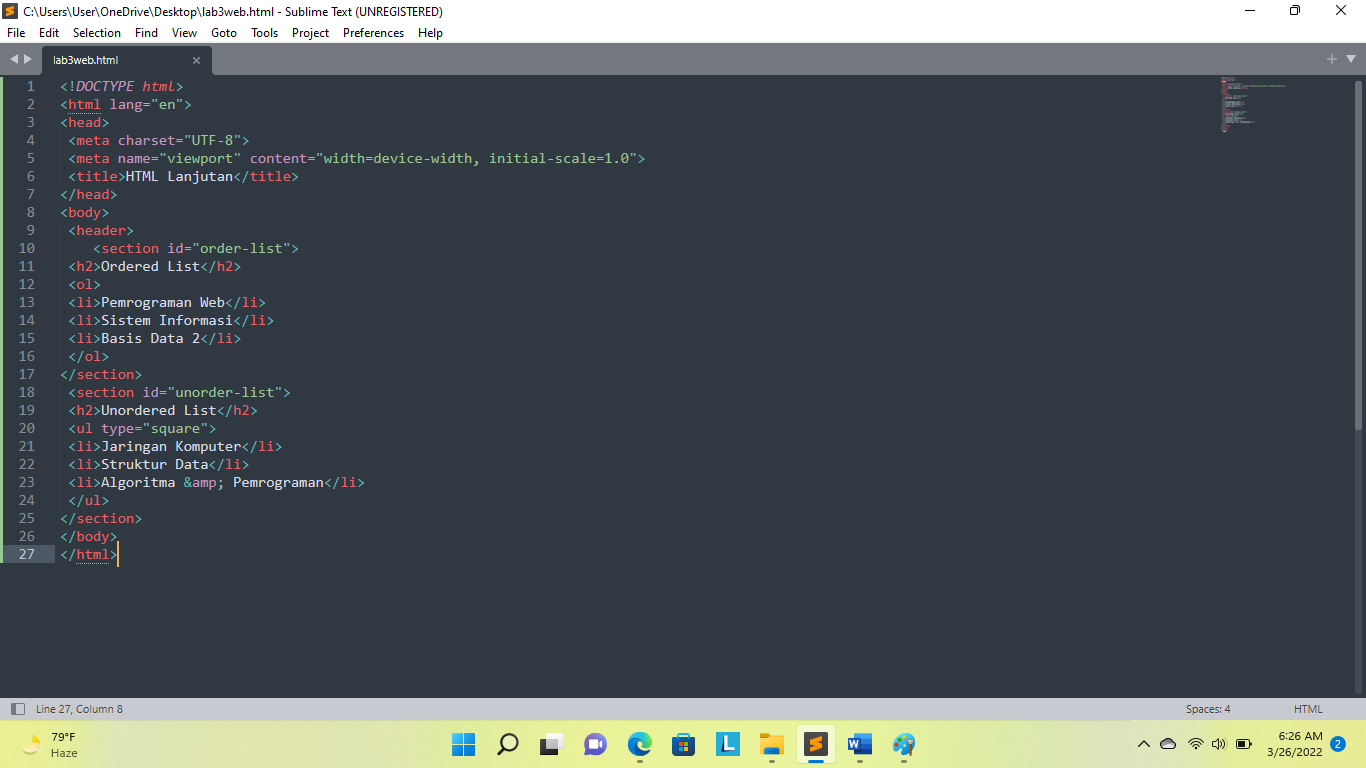 C:\Users\User\OneDrive\Desktop\lab3web.html - Sublime Text (UNREGISTERED)
File Edit Selection Find View Goto Tools Project Preferences Help
lab3web.html
1 <!DOCTYPE html>
2 <html lang="en">
3 <head>
4 <meta charset="UTF-8">
5 <meta name="viewport" content="width=device-width, initial-scale=1.0">
6 <title>HTML Lanjutan</title>
7 </head>
8 <body>
9 <header>
10 <section id="order-list">
11 <h2>Ordered List</h2>
12 <ol>
13 <li>Pemrograman Web</li>
14 <li>Sistem Informasi</li>
15 <li>Basis Data 2</li>
16 </ol>
17 </section>
18 <section id="unorder-list">
19 <h2>Unordered List</h2>
20 <ul type="square">
21 <li>Jaringan Komputer</li>
22 <li>Struktur Data</li>
23 <li>Algoritma &amp; Pemrograman</li>
24 </ul>
25 </section>
26 </body>
27 </html>
Line 27, Column 8 Spaces: 4 HTML
79°F
Haze
L
W
6:26 AM
3/26/2022
2